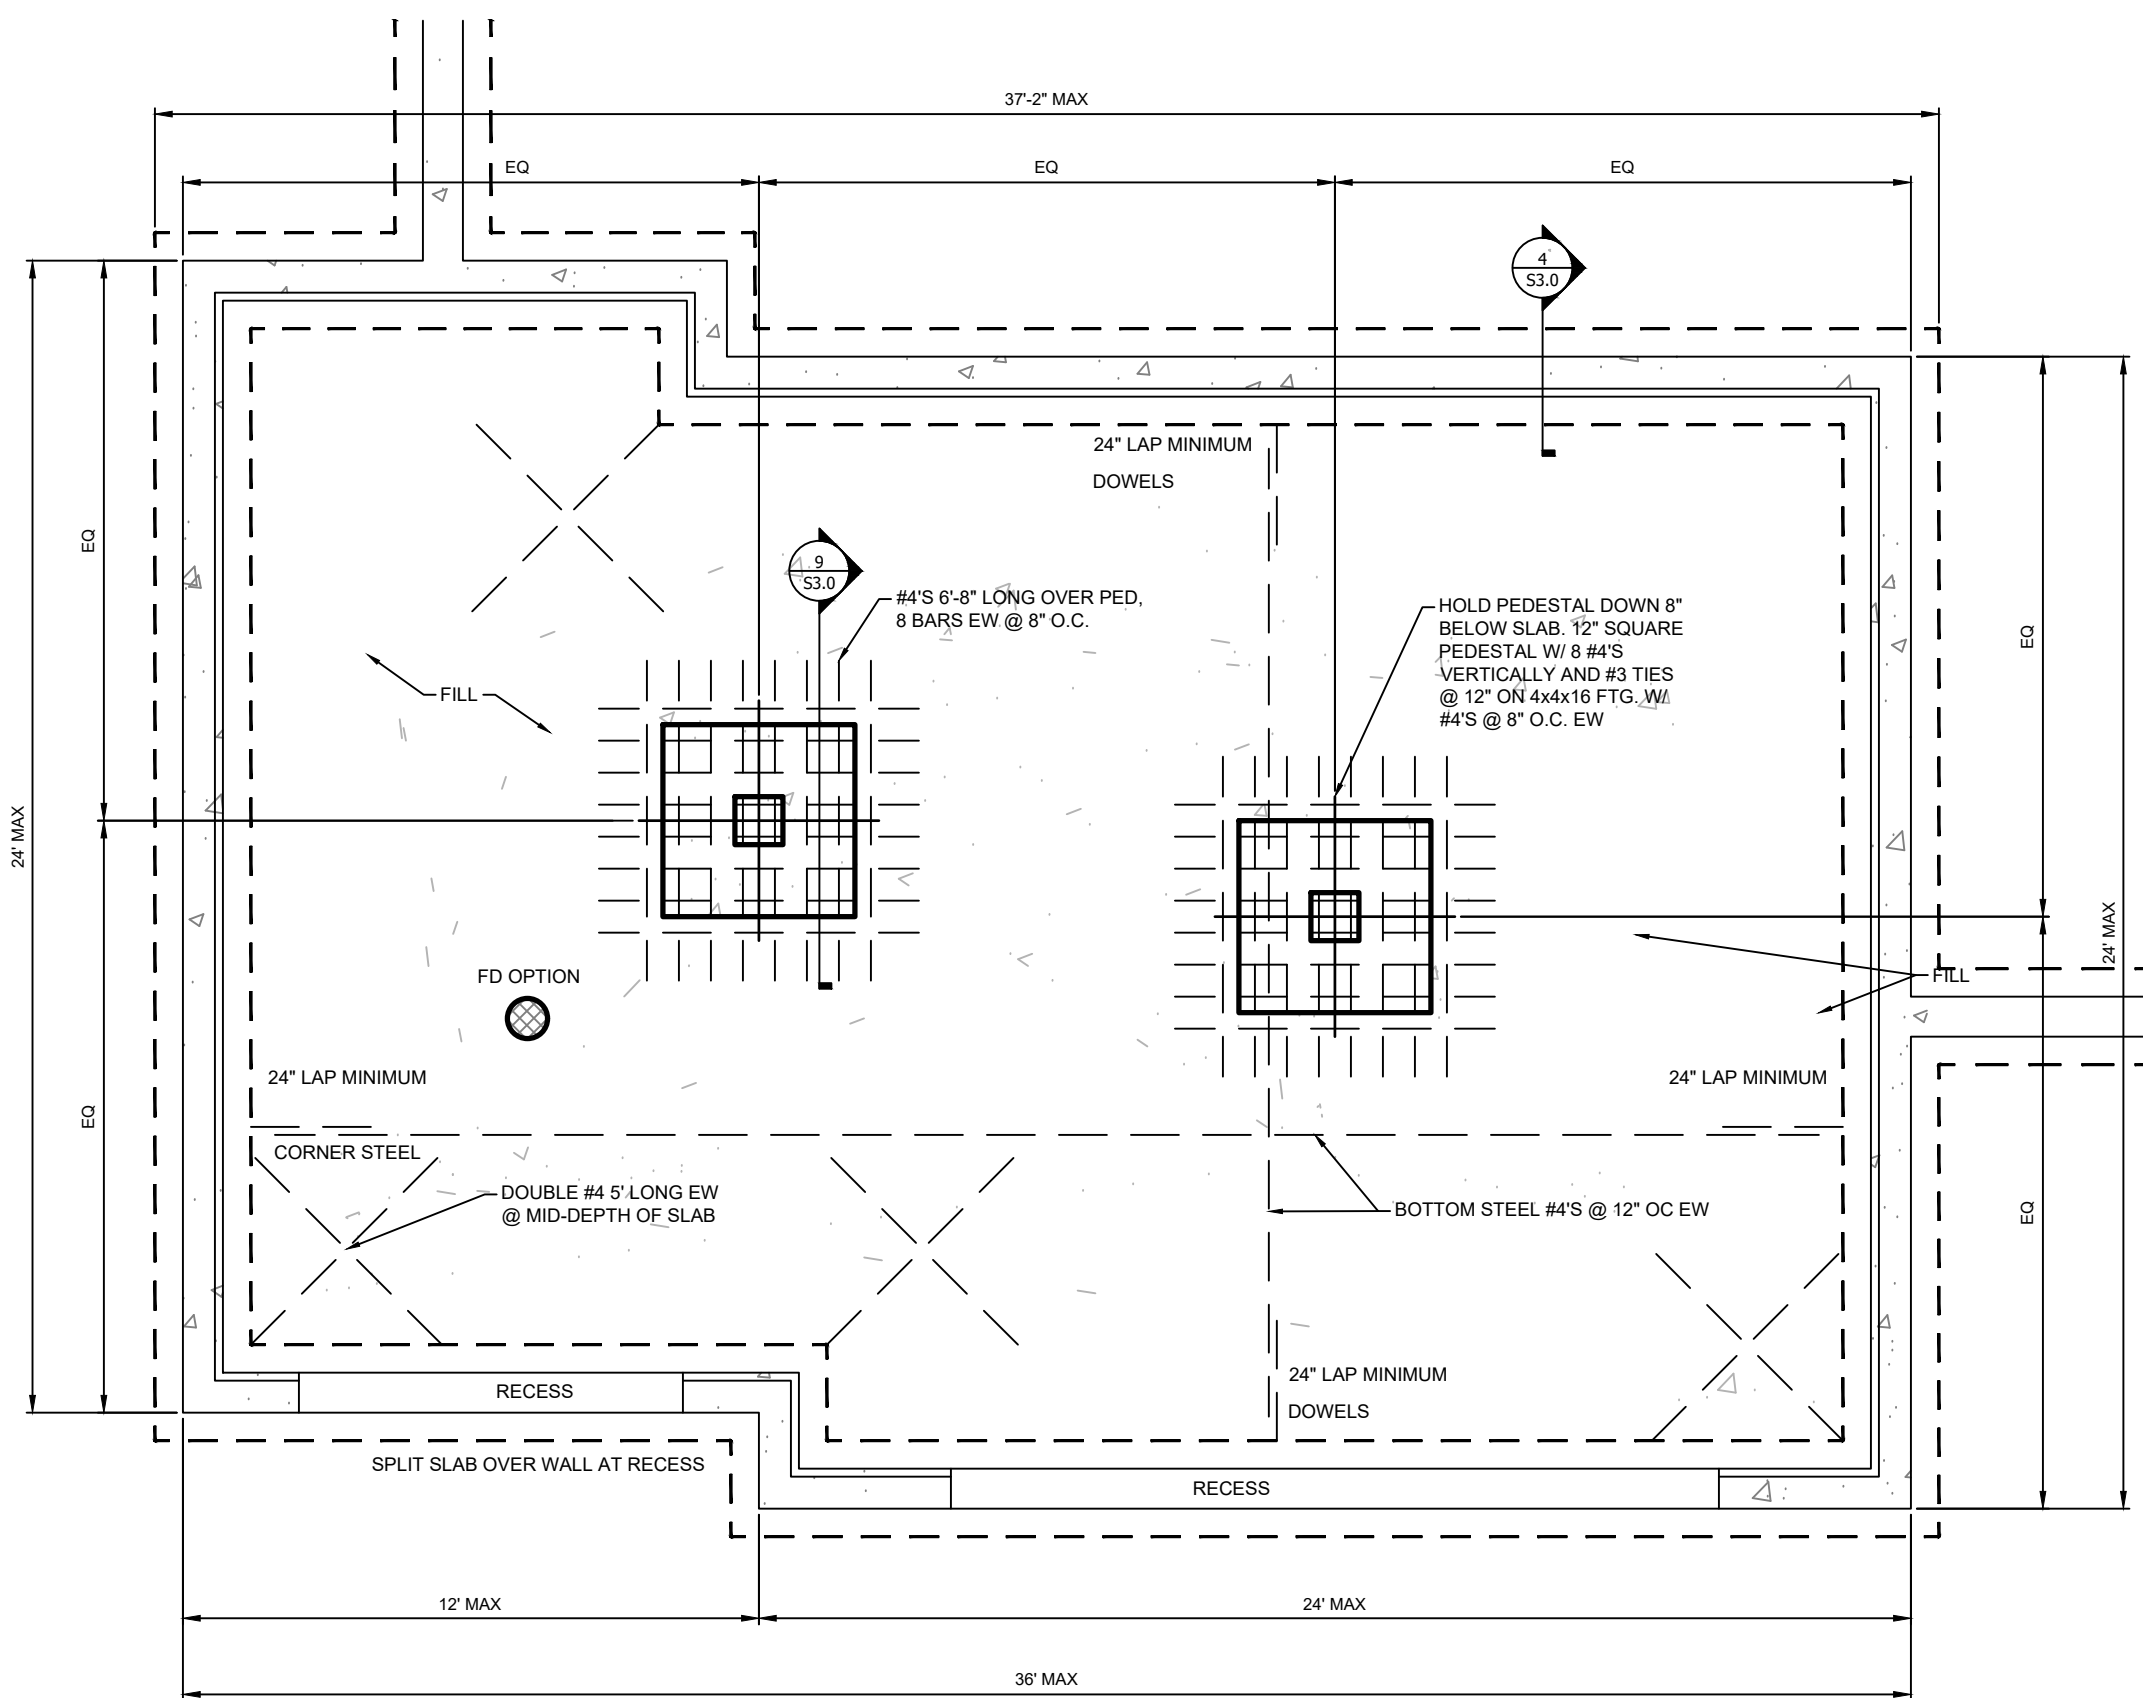 37'-2" MAX
EQ
EQ
EQ
4
S3.0
24" LAP MINIMUM
DOWELS
9
S3.0
#4'S 6'-8" LONG OVER PED,
8 BARS EW @ 8" O.C.
HOLD PEDESTAL DOWN 8"
BELOW SLAB. 12" SQUARE
PEDESTAL W/ 8 #4'S
VERTICALLY AND #3 TIES
@ 12" ON 4x4x16 FTG. W/
#4'S @ 8" O.C. EW
EQ
EQ
FILL
24' MAX
24' MAX
FD OPTION
FILL
24" LAP MINIMUM
24" LAP MINIMUM
EQ
EQ
CORNER STEEL
DOUBLE #4 5' LONG EW
@ MID-DEPTH OF SLAB
BOTTOM STEEL #4'S @ 12" OC EW
24" LAP MINIMUM
DOWELS
RECESS
SPLIT SLAB OVER WALL AT RECESS
RECESS
12' MAX
24' MAX
36' MAX